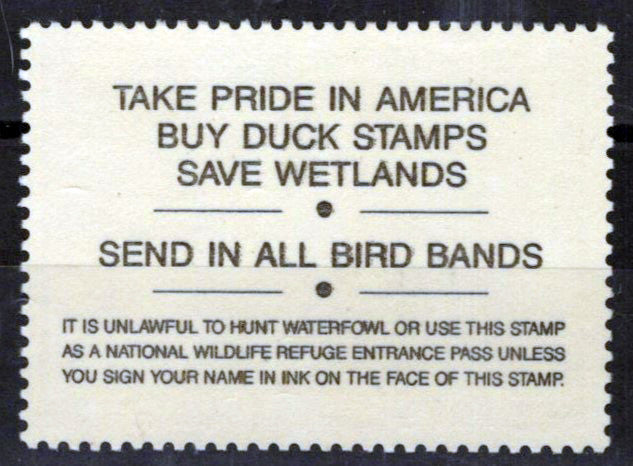 TAKE PRIDE IN AMERICA
BUY DUCK STAMPS
SAVE WETLANDS
SEND IN ALL BIRD BANDS
IT IS UNLAWFUL TO HUNT WATERFOWL OR USE THIS STAMP
AS A NATIONAL WILDLIFE REFUGE ENTRANCE PASS UNLESS
YOU SIGN YOUR NAME IN INK ON THE FACE OF THIS STAMP.